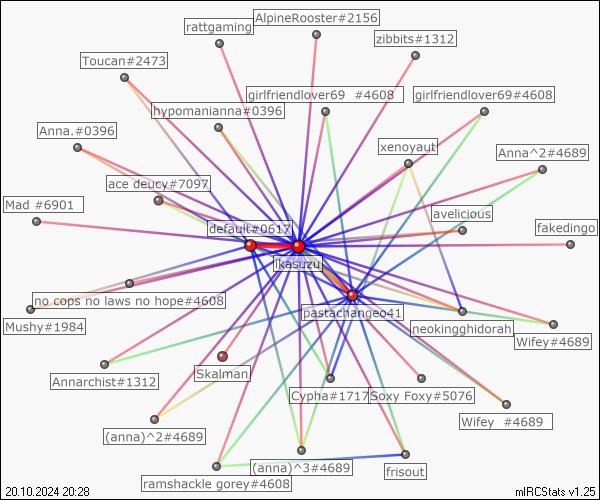 AlpineRooster#2156
rattgaming
zibbits#1312
Toucan#2473
girlfriendlover69 #4608
girlfriendlover69#4608
hypomanianna#0396
Anna.#0396
xenoyaut
Anna^2#4689
ace deucy#7097
Mad #6901
avelicious
default#0617
fakedingo
ikasuzu
no cops no laws no hope#4608
pastachangeo41
Mushy#1984
neokingghidorah
Wifey#4689
Skalman
Annarchist#1312
Cypha#1717
Soxy Foxy#5076
Wifey #4689
(anna)^2#4689
(anna)^3#4689
frisout
ramshackle gorey#4608
20.10.2024 20:28
mIRCStats v1.25